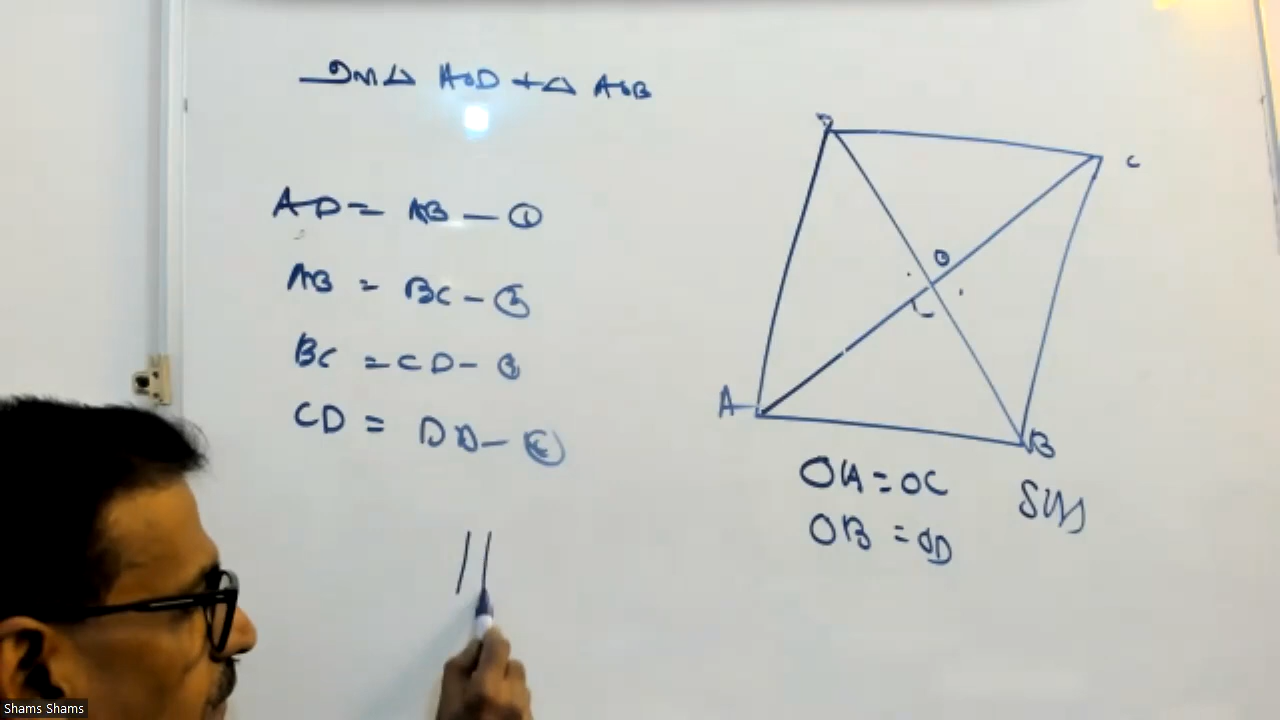 In Δ AOD + Δ AOB
AD = AB — ①
AB = BC — ②
BC = CD — ③
CD = DD — ④
D
C
O
A
B
OA = OC
OB = OD
//
Shams Shams